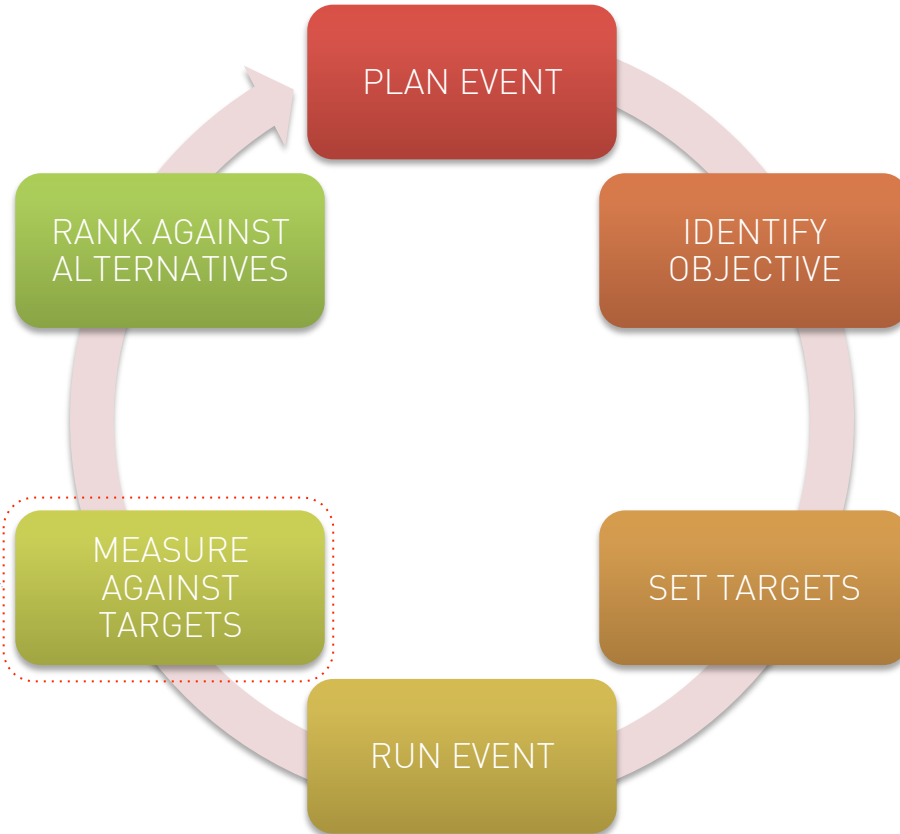 PLAN EVENT
IDENTIFY
OBJECTIVE
SET TARGETS
RUN EVENT
MEASURE
AGAINST
TARGETS
RANK AGAINST
ALTERNATIVES